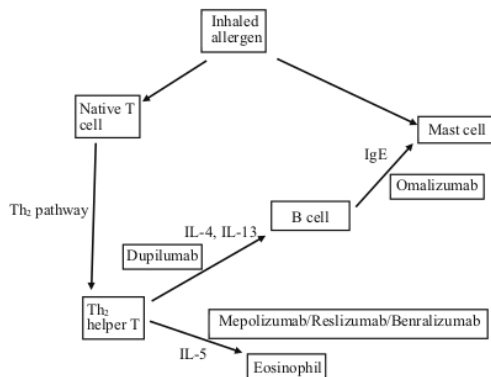 Inhaled
allergen
Native T
cell
Mast cell
IgE
Omalizumab
Th₂ pathway
B cell
IL-4, IL-13
Dupilumab
Th₂
helper T
Mepolizumab/Reslizumab/Benralizumab
IL-5
Eosinophil